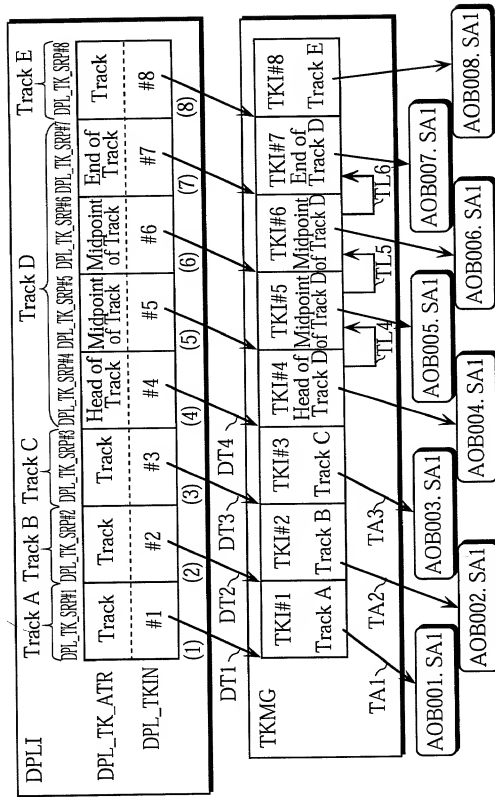 DPLI
Track A Track B Track C Track D Track E
DPL_TK_SRP#1 DPL_TK_SRP#2 DPL_TK_SRP#3 DPL_TK_SRP#4 DPL_TK_SRP#5 DPL_TK_SRP#6 DPL_TK_SRP#7 DPL_TK_SRP#8
DPL_TK_ATR Track Track Track Head of Track Midpoint of Track Midpoint of Track End of Track Track
DPL_TKIN #1 #2 #3 #4 #5 #6 #7 #8
(1) (2) (3) (4) (5) (6) (7) (8)
DT1 DT2 DT3 DT4
TKMG
TKI#1 TKI#2 TKI#3 TKI#4 TKI#5 TKI#6 TKI#7 TKI#8
Track A Track B Track C Head of Track D Midpoint of Track D Midpoint of Track D End of Track D Track E
TA1 TA2 TA3 TL4 TL5 TL6
AOB001. SA1 AOB003. SA1 AOB005. SA1 AOB007. SA1
AOB002. SA1 AOB004. SA1 AOB006. SA1 AOB008. SA1